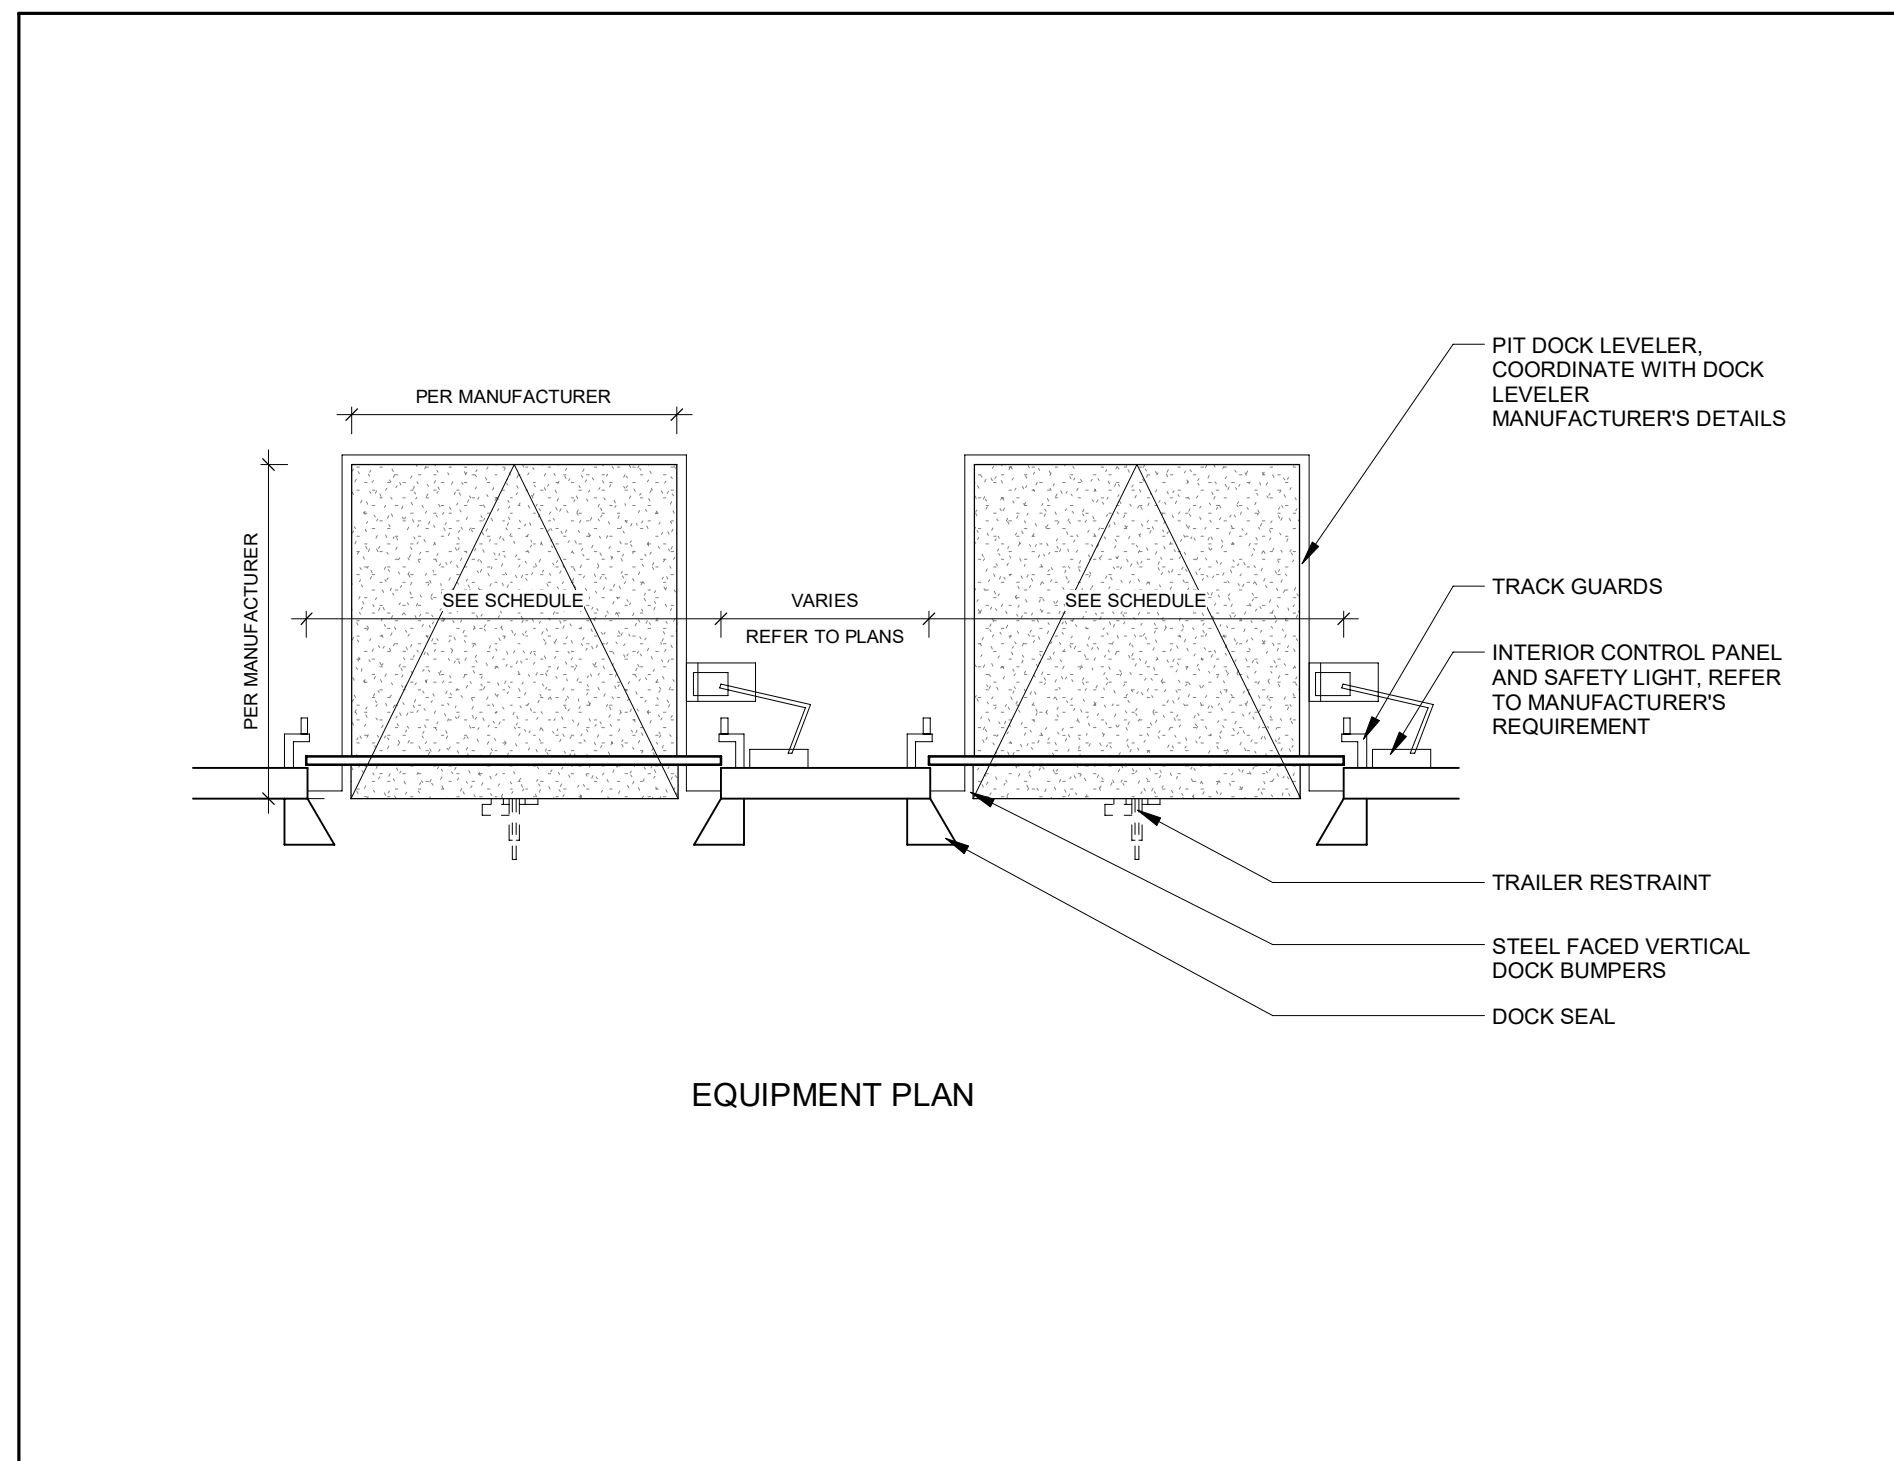 PIT DOCK LEVELER,
COORDINATE WITH DOCK
LEVELER
MANUFACTURER'S DETAILS
PER MANUFACTURER
PER MANUFACTURER
SEE SCHEDULE
VARIES
REFER TO PLANS
SEE SCHEDULE
TRACK GUARDS
INTERIOR CONTROL PANEL
AND SAFETY LIGHT, REFER
TO MANUFACTURER'S
REQUIREMENT
TRAILER RESTRAINT
STEEL FACED VERTICAL
DOCK BUMPERS
DOCK SEAL
EQUIPMENT PLAN